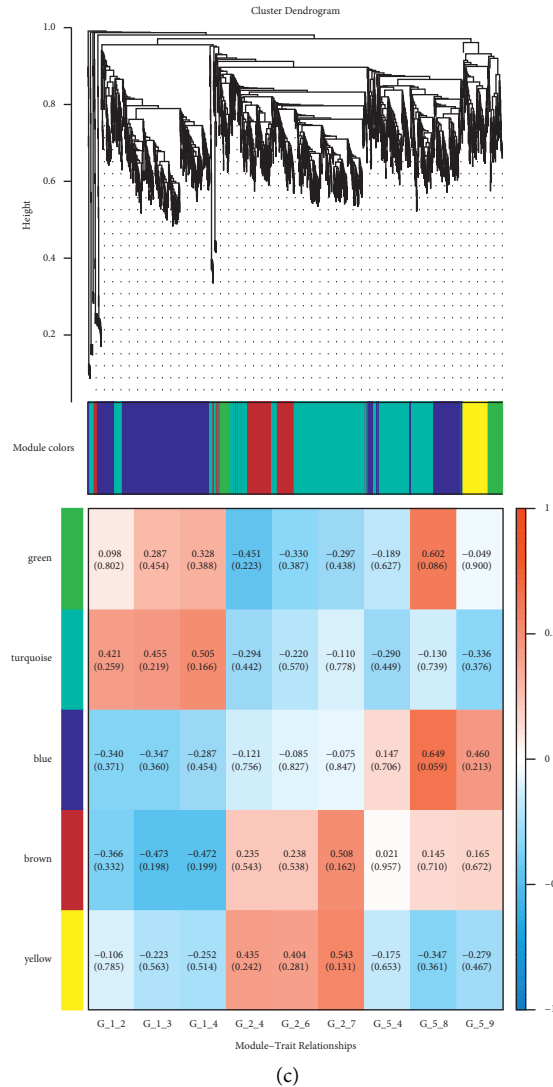 Cluster Dendrogram
1.0
0.8
0.6
0.4
0.2
Height
Module colors
green
0.098 0.287 0.328 −0.451 −0.330 −0.297 −0.189 0.602 −0.049
(0.802) (0.454) (0.388) (0.223) (0.387) (0.438) (0.627) (0.086) (0.900)
turquoise
0.421 0.455 0.505 −0.294 −0.220 −0.110 −0.290 −0.130 −0.336
(0.259) (0.219) (0.166) (0.442) (0.570) (0.778) (0.449) (0.739) (0.376)
blue
−0.340 −0.347 −0.287 −0.121 −0.085 −0.075 0.147 0.649 0.460
(0.371) (0.360) (0.454) (0.756) (0.827) (0.847) (0.706) (0.059) (0.213)
brown
−0.366 −0.473 −0.472 0.235 0.238 0.508 0.021 0.145 0.165
(0.332) (0.198) (0.199) (0.543) (0.538) (0.162) (0.957) (0.710) (0.672)
yellow
−0.106 −0.223 −0.252 0.435 0.404 0.543 −0.175 −0.347 −0.279
(0.785) (0.563) (0.514) (0.242) (0.281) (0.131) (0.653) (0.361) (0.467)
1
0
G_1_2 G_1_3 G_1_4 G_2_4 G_2_6 G_2_7 G_5_4 G_5_8 G_5_9
Module−Trait Relationships
(c)